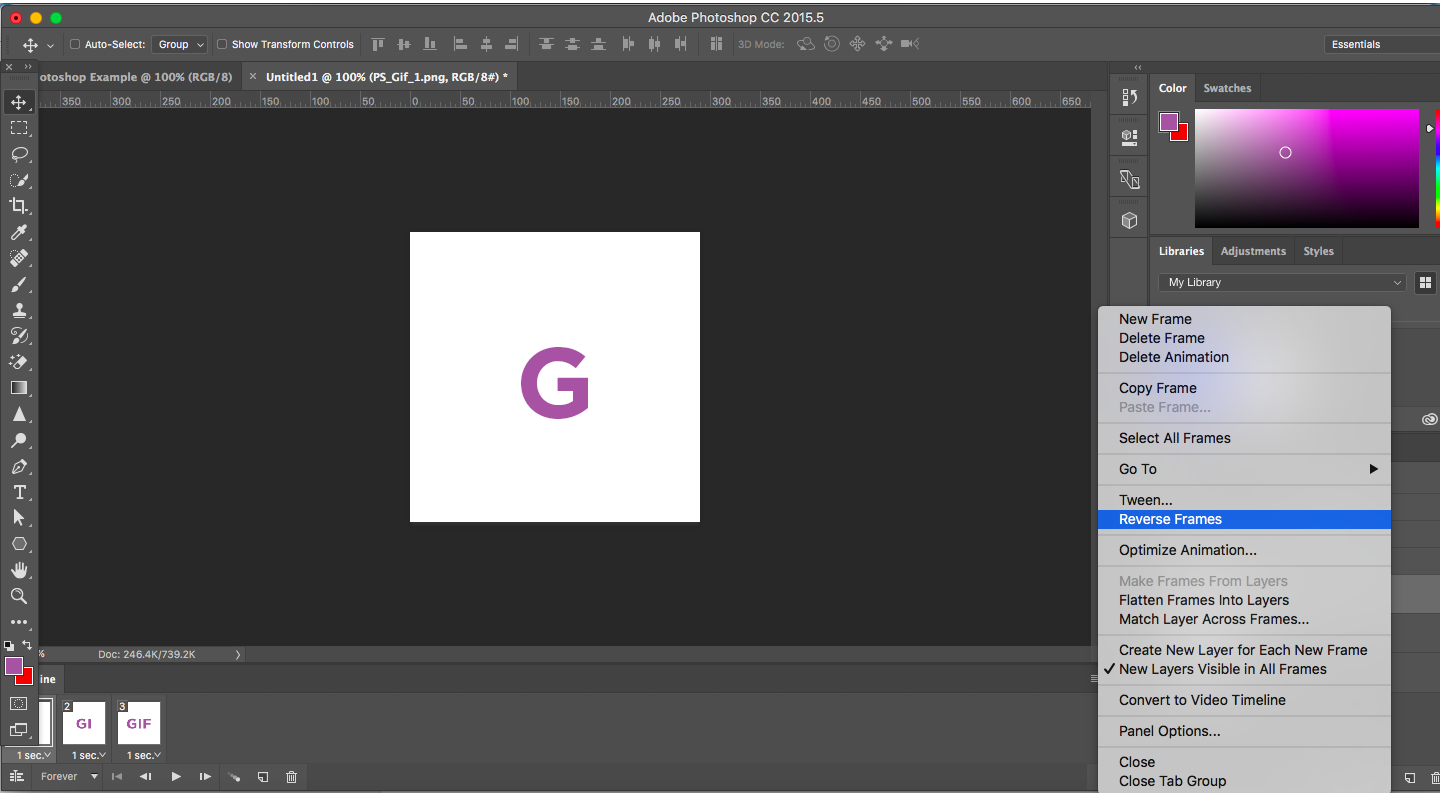 Adobe Photoshop CC 2015.5
Auto-Select: Group Show Transform Controls 3D Mode: Essentials
otoshop Example @ 100% (RGB/8) × Untitled1 @ 100% (PS_Gif_1.png, RGB/8#) *
350 300 250 200 150 100 50 0 50 100 150 200 250 300 350 400 450 500 550 600 650
Color Swatches
Libraries Adjustments Styles
My Library
G
New Frame
Delete Frame
Delete Animation
Copy Frame
Paste Frame...
Select All Frames
Go To
Tween...
Reverse Frames
Optimize Animation...
Make Frames From Layers
Flatten Frames Into Layers
Match Layer Across Frames...
Create New Layer for Each New Frame
New Layers Visible in All Frames
Convert to Video Timeline
Panel Options...
Close
Close Tab Group
% Doc: 246.4K/739.2K
ine
2 3
GI GIF
1 sec. 1 sec. 1 sec.
Forever